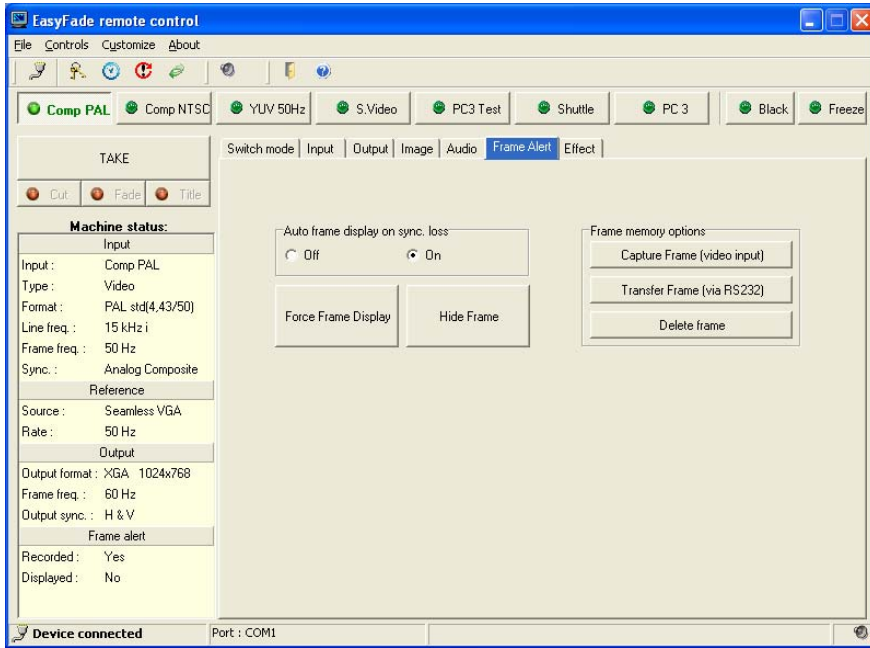 EasyFade remote control
File Controls Customize About
Comp PAL Comp NTSC YUV 50Hz S.Video PC3 Test Shuttle PC 3 Black Freeze
TAKE
Cut Fade Title
Switch mode Input Output Image Audio Frame Alert Effect
Machine status:
Input
Input : Comp PAL
Type : Video
Format : PAL std(4,43/50)
Line freq. : 15 kHz i
Frame freq. : 50 Hz
Sync. : Analog Composite
Reference
Source : Seamless VGA
Rate : 50 Hz
Output
Output format : XGA 1024x768
Frame freq. : 60 Hz
Output sync. : H & V
Frame alert
Recorded : Yes
Displayed : No
Auto frame display on sync. loss
Off On
Force Frame Display Hide Frame
Frame memory options
Capture Frame (video input)
Transfer Frame (via RS232)
Delete frame
Device connected Port : COM1